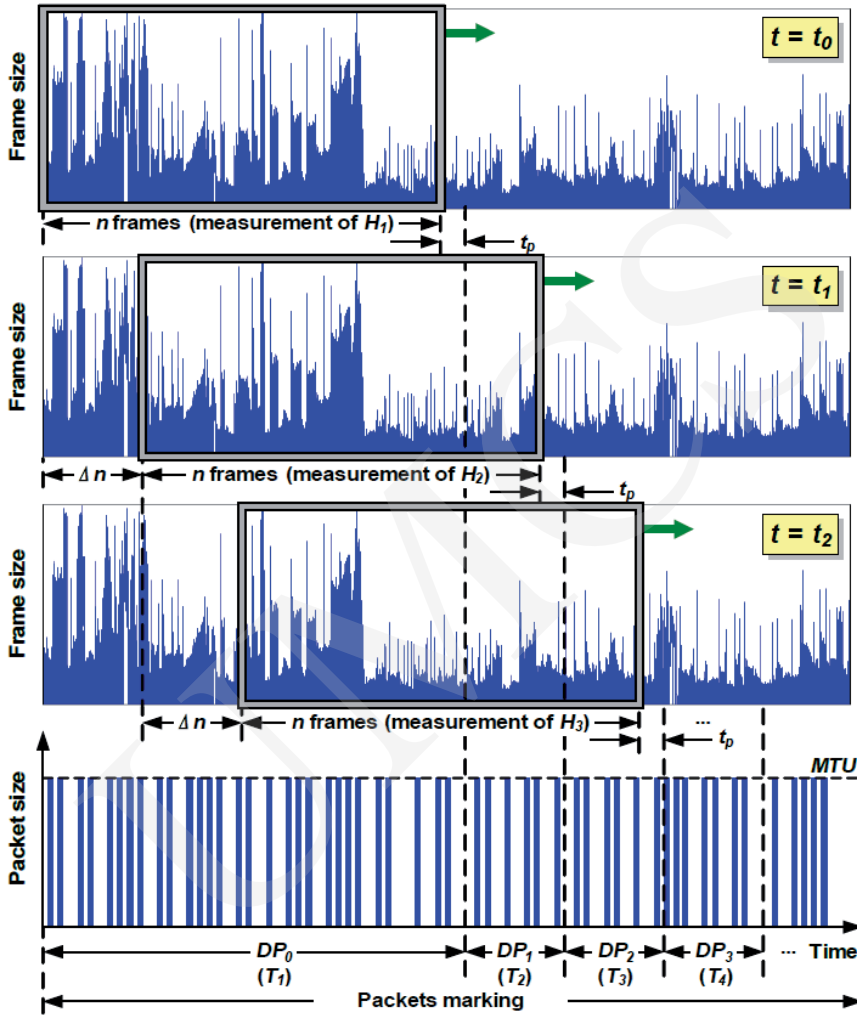 Frame size
t = t0
n frames (measurement of H1)
tp
Frame size
t = t1
Δ n
n frames (measurement of H2)
tp
Frame size
t = t2
Δ n
n frames (measurement of H3)
...
tp
Packet size
MTU
DP0
(T1)
DP1
(T2)
DP2
(T3)
DP3
(T4)
... Time
Packets marking
UMCS